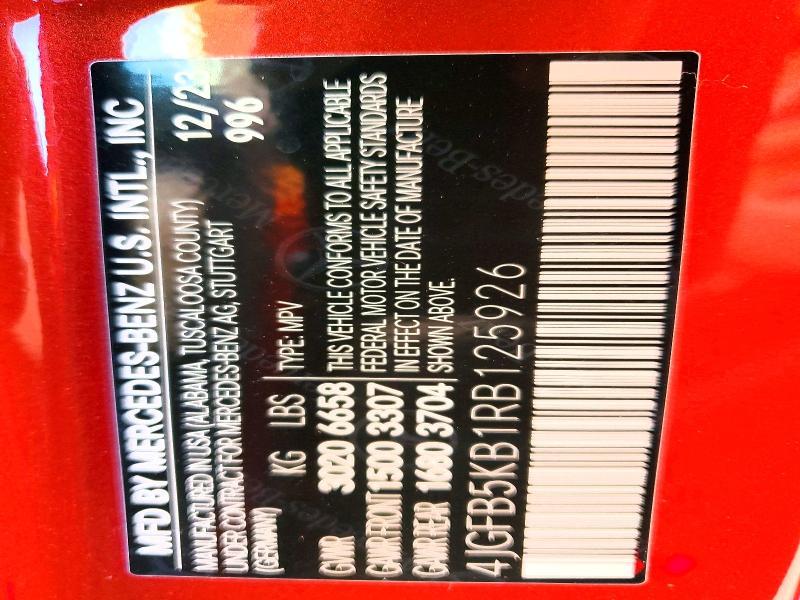 MFD BY MERCEDES-BENZ U.S. INTL., INC
MANUFACTURED IN USA (ALABAMA, TUSCALOOSA COUNTY) 12/23
UNDER CONTRACT FOR MERCEDES-BENZ AG, STUTTGART 996
(GERMANY)
KG LBS TYPE: MPV
GVWR 3020 6658 THIS VEHICLE CONFORMS TO ALL APPLICABLE
GAWR FRONT 1500 3307 FEDERAL MOTOR VEHICLE SAFETY STANDARDS
GAWR REAR 1680 3704 IN EFFECT ON THE DATE OF MANUFACTURE
SHOWN ABOVE.
4JGFB5KB1RB125926